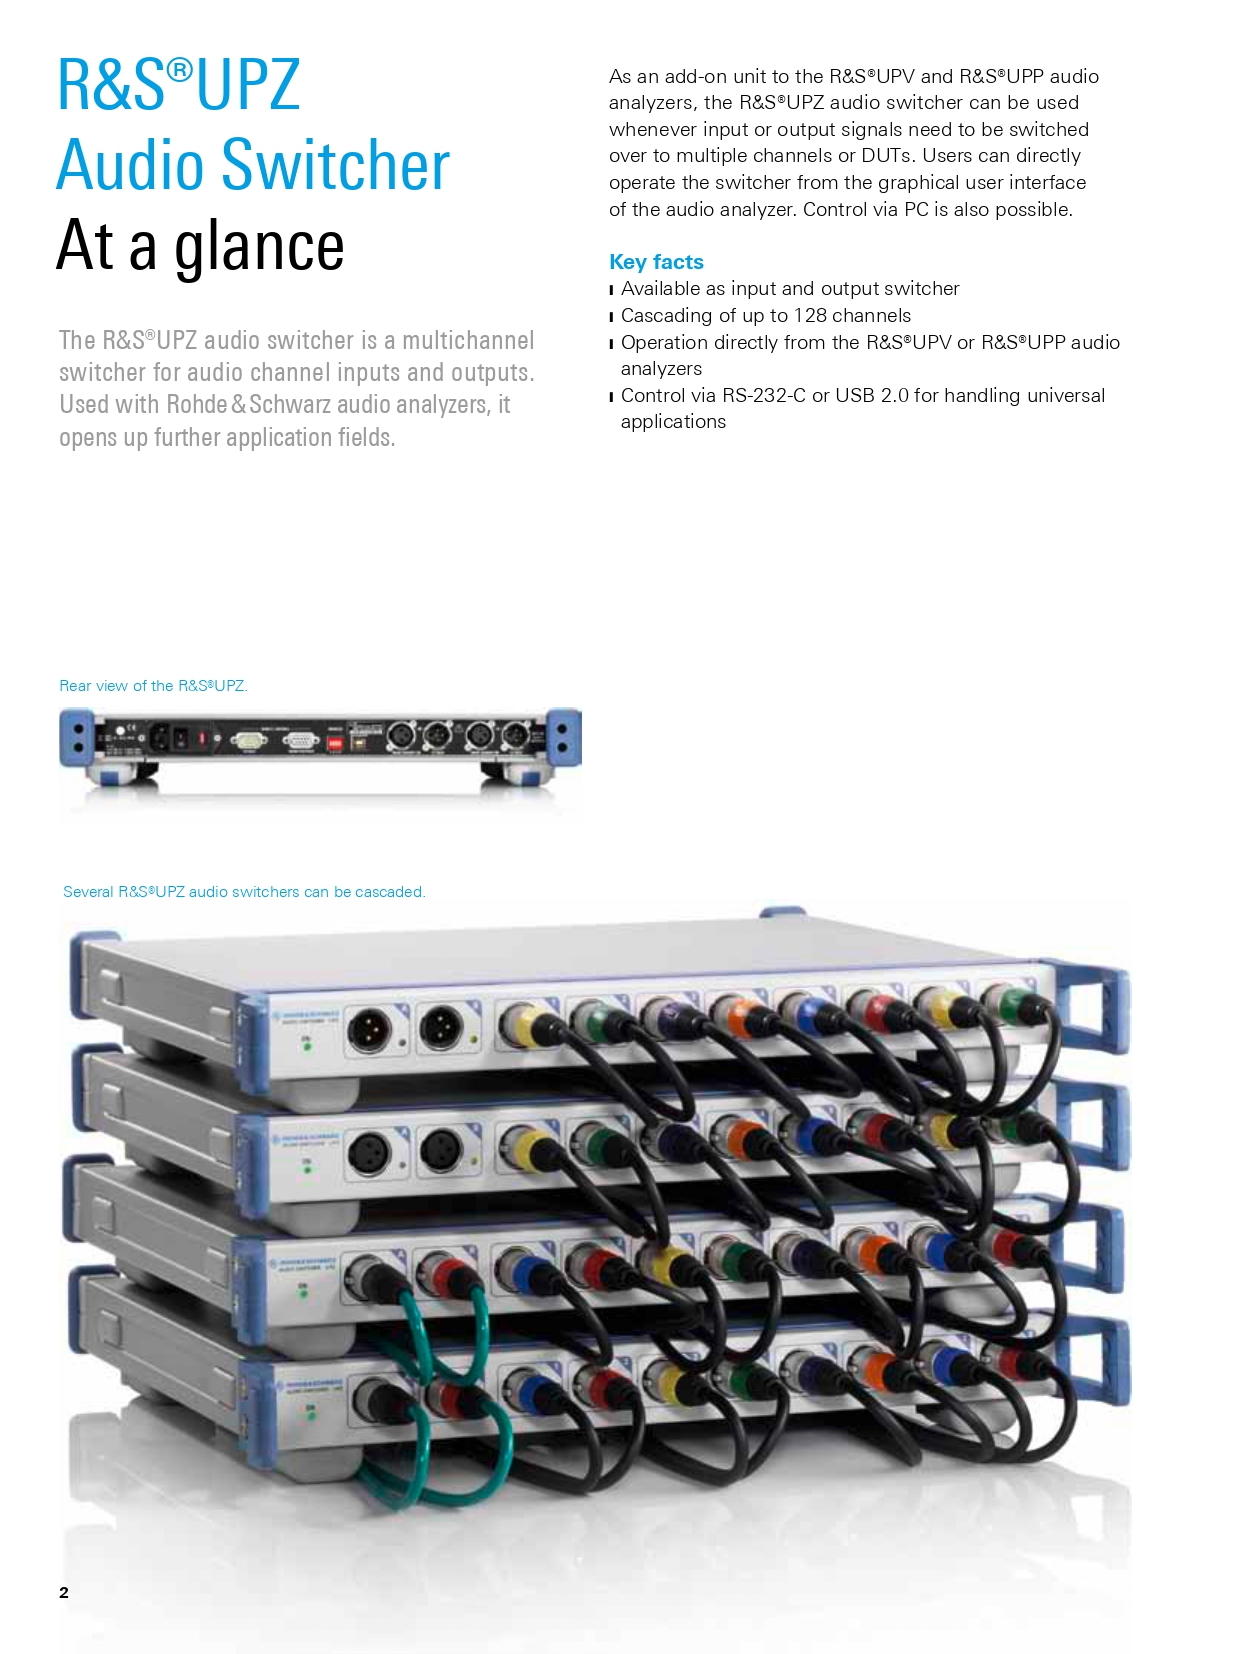 R&S®UPZ
Audio Switcher
At a glance
The R&S®UPZ audio switcher is a multichannel
switcher for audio channel inputs and outputs.
Used with Rohde & Schwarz audio analyzers, it
opens up further application fields.
As an add-on unit to the R&S®UPV and R&S®UPP audio
analyzers, the R&S®UPZ audio switcher can be used
whenever input or output signals need to be switched
over to multiple channels or DUTs. Users can directly
operate the switcher from the graphical user interface
of the audio analyzer. Control via PC is also possible.
Key facts
Available as input and output switcher
Cascading of up to 128 channels
Operation directly from the R&S®UPV or R&S®UPP audio
analyzers
Control via RS-232-C or USB 2.0 for handling universal
applications
Rear view of the R&S®UPZ.
Several R&S®UPZ audio switchers can be cascaded.
2